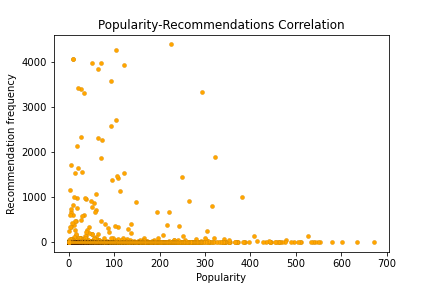 Popularity-Recommendations Correlation
4000
3000
2000
1000
0
Recommendation frequency
0 100 200 300 400 500 600 700
Popularity